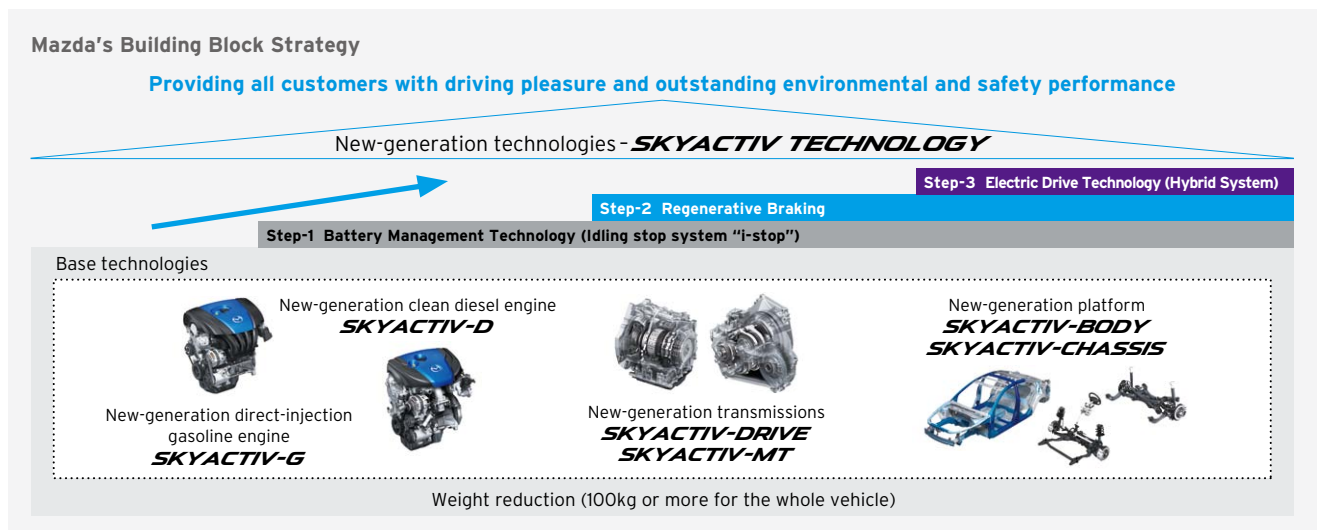 Mazda’s Building Block Strategy
Providing all customers with driving pleasure and outstanding environmental and safety performance
New-generation technologies – SKYACTIV TECHNOLOGY
Step-3 Electric Drive Technology (Hybrid System)
Step-2 Regenerative Braking
Step-1 Battery Management Technology (Idling stop system “i-stop”)
Base technologies
New-generation clean diesel engine
SKYACTIV-D
New-generation direct-injection
gasoline engine
SKYACTIV-G
New-generation transmissions
SKYACTIV-DRIVE
SKYACTIV-MT
New-generation platform
SKYACTIV-BODY
SKYACTIV-CHASSIS
Weight reduction (100kg or more for the whole vehicle)